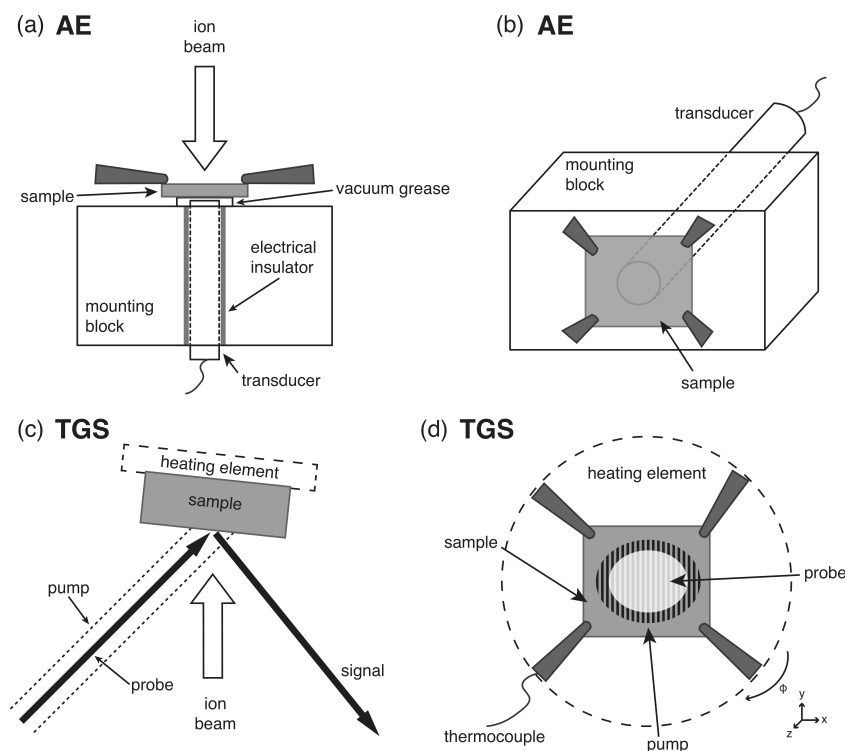 (a) AE
ion
beam
sample
vacuum grease
electrical
insulator
mounting
block
transducer
(b) AE
transducer
mounting
block
sample
(c) TGS
heating element
sample
pump
probe
ion
beam
signal
(d) TGS
heating element
sample
probe
thermocouple
pump
ϕ
y
x
z